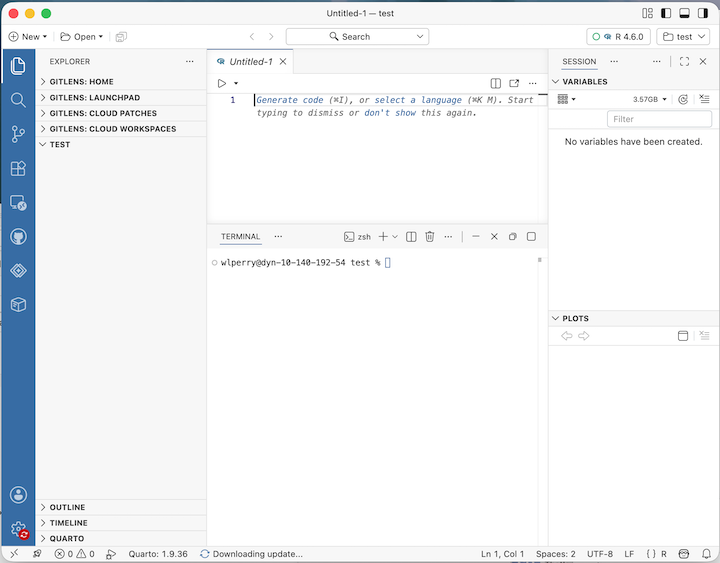 Untitled-1 — test
New
Open
Search
R 4.6.0
test
EXPLORER
GITLENS: HOME
GITLENS: LAUNCHPAD
GITLENS: CLOUD PATCHES
GITLENS: CLOUD WORKSPACES
TEST
OUTLINE
TIMELINE
QUARTO
Untitled-1
1
Generate code (⌘I), or select a language (⌘K M). Start
typing to dismiss or don't show this again.
TERMINAL
zsh
wlperry@dyn-10-140-192-54 test %
SESSION
VARIABLES
3.57GB
Filter
No variables have been created.
PLOTS
0 0
Quarto: 1.9.36
Downloading update...
Ln 1, Col 1
Spaces: 2
UTF-8
LF
{ } R